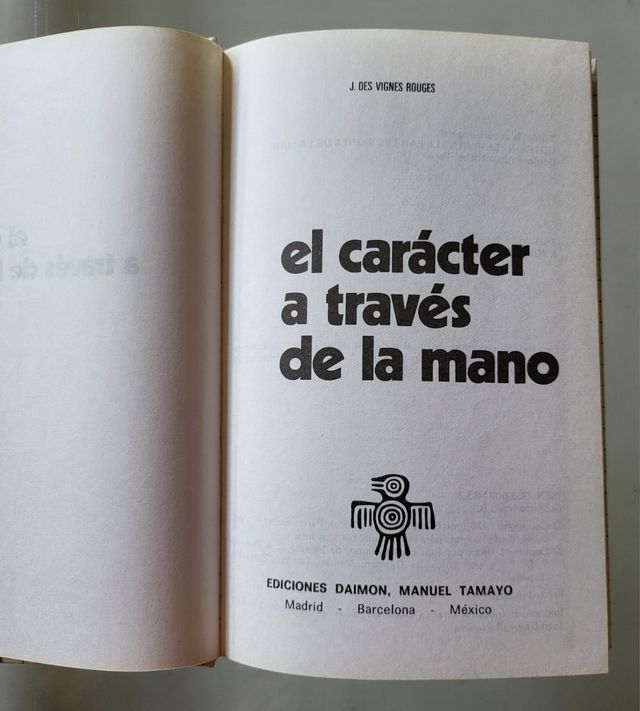 J. DES VIGNES ROUGES
el carácter
a través
de la mano
EDICIONES DAIMON, MANUEL TAMAYO
Madrid - Barcelona - México